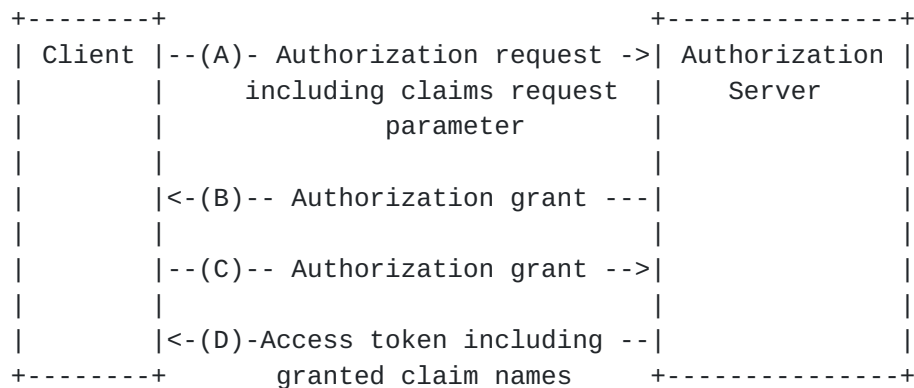 +--------+                               +---------------+
| Client |--(A)- Authorization request ->| Authorization |
|        |     including claims request  |    Server     |
|        |             parameter         |               |
|        |                               |               |
|        |<-(B)-- Authorization grant ---|               |
|        |                               |               |
|        |--(C)-- Authorization grant -->|               |
|        |                               |               |
|        |<-(D)-Access token including --|               |
+--------+       granted claim names     +---------------+